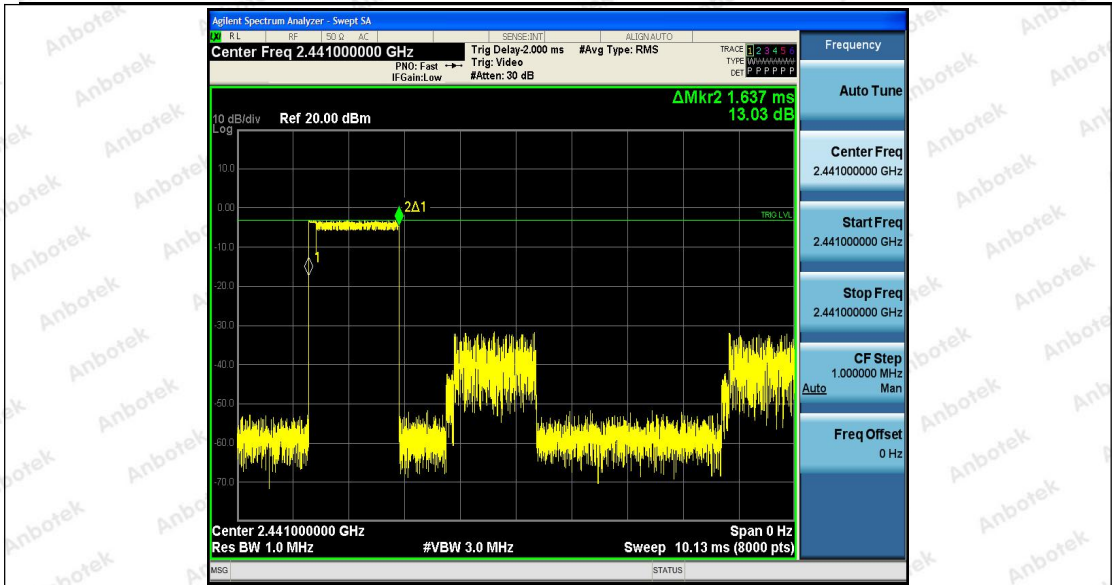 Agilent Spectrum Analyzer - Swept SA
RL RF 50 Ω AC SENSE:INT ALIGN AUTO
Center Freq 2.441000000 GHz
PNO: Fast
IFGain:Low
Trig Delay-2.000 ms
Trig: Video
#Atten: 30 dB
#Avg Type: RMS
TRACE 1 2 3 4 5 6
TYPE
DET P P P P P P
ΔMkr2 1.637 ms
13.03 dB
10 dB/div Ref 20.00 dBm
Log
10.0
0.00
-10.0
-20.0
-30.0
-40.0
-50.0
-60.0
-70.0
2Δ1
1
TRIG LVL
Center 2.441000000 GHz
Span 0 Hz
Res BW 1.0 MHz
#VBW 3.0 MHz
Sweep 10.13 ms (8000 pts)
MSG
STATUS
Frequency
Auto Tune
Center Freq
2.441000000 GHz
Start Freq
2.441000000 GHz
Stop Freq
2.441000000 GHz
CF Step
1.000000 MHz
Auto Man
Freq Offset
0 Hz
Anbotek